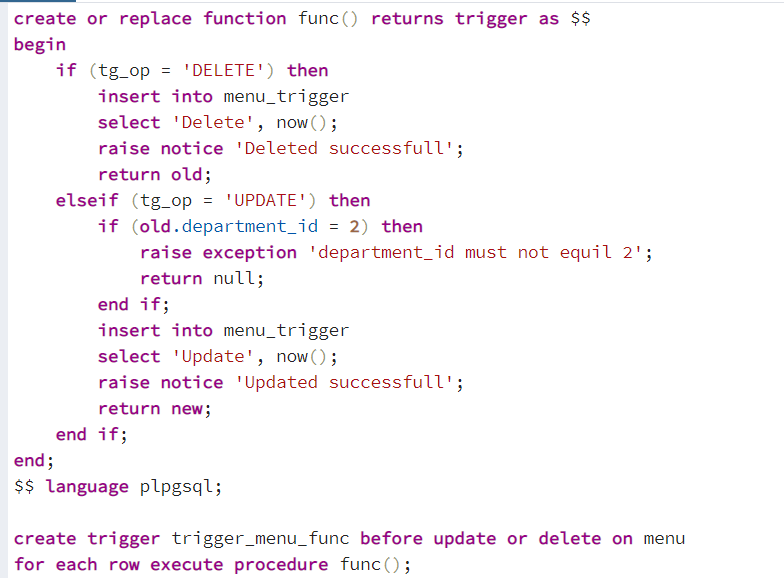 create or replace function func() returns trigger as $$
begin
    if (tg_op = 'DELETE') then
        insert into menu_trigger
        select 'Delete', now();
        raise notice 'Deleted successfull';
        return old;
    elseif (tg_op = 'UPDATE') then
        if (old.department_id = 2) then
            raise exception 'department_id must not equil 2';
            return null;
        end if;
        insert into menu_trigger
        select 'Update', now();
        raise notice 'Updated successfull';
        return new;
    end if;
end;
$$ language plpgsql;

create trigger trigger_menu_func before update or delete on menu
for each row execute procedure func();